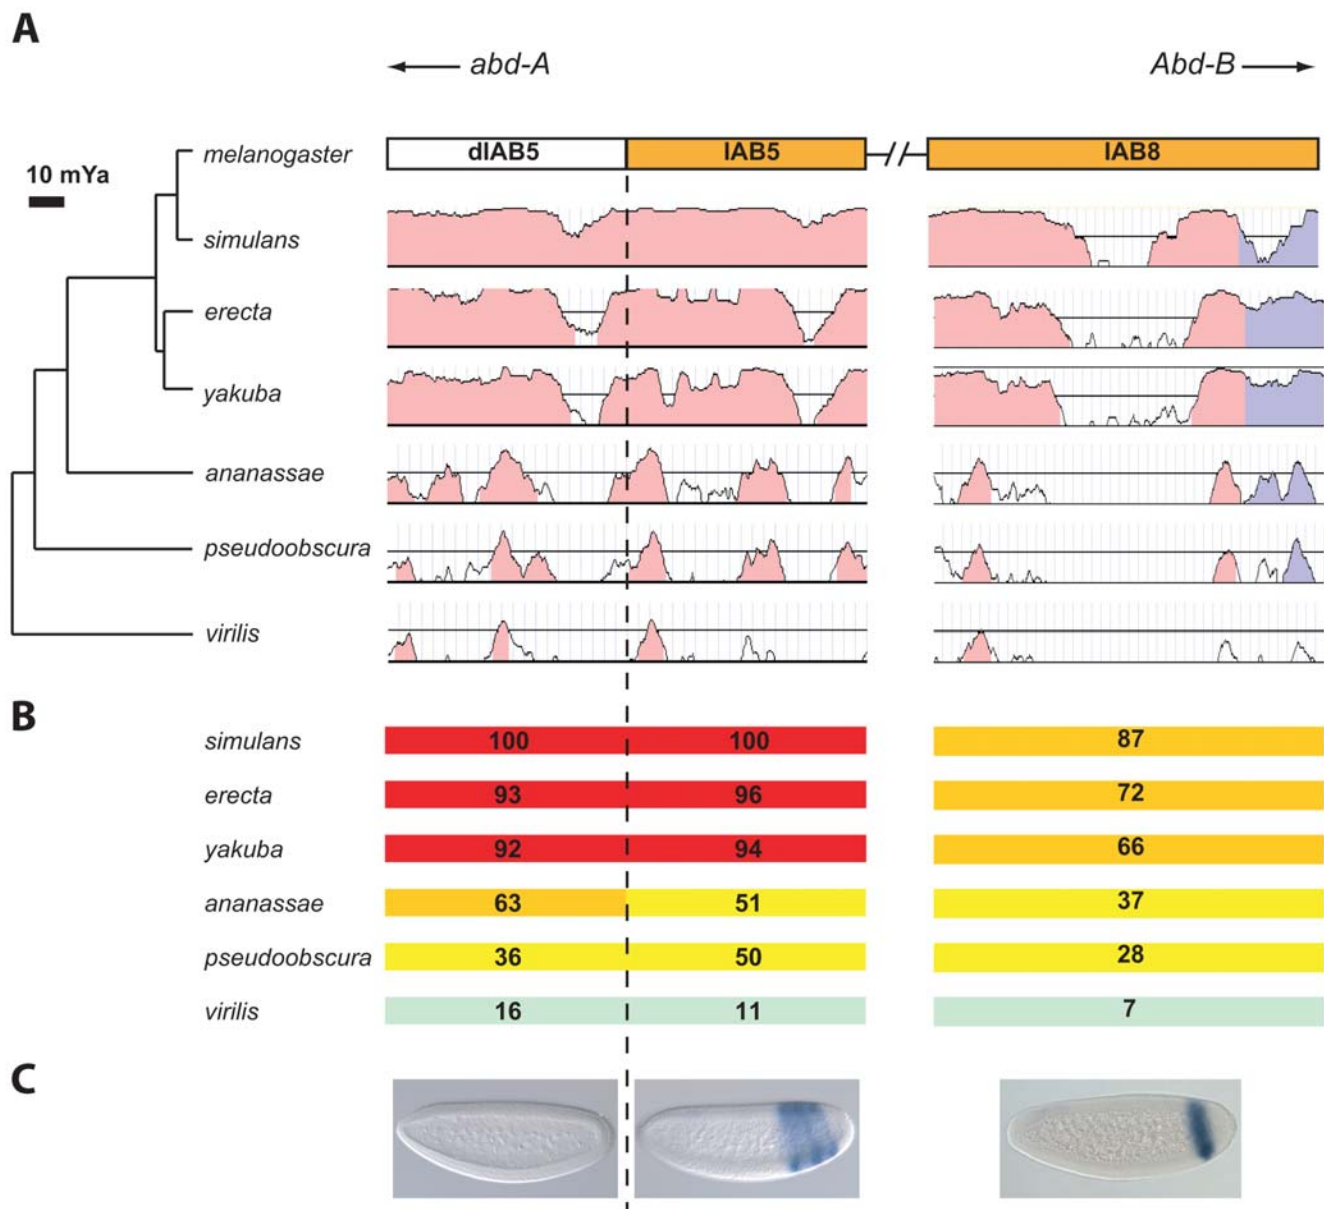 A
abd-A
Abd-B
melanogaster
dIAB5
IAB5
IAB8
10 mYa
simulans
erecta
yakuba
ananassae
pseudoobscura
virilis
B
simulans 100 100 87
erecta 93 96 72
yakuba 92 94 66
ananassae 63 51 37
pseudoobscura 36 50 28
virilis 16 11 7
C